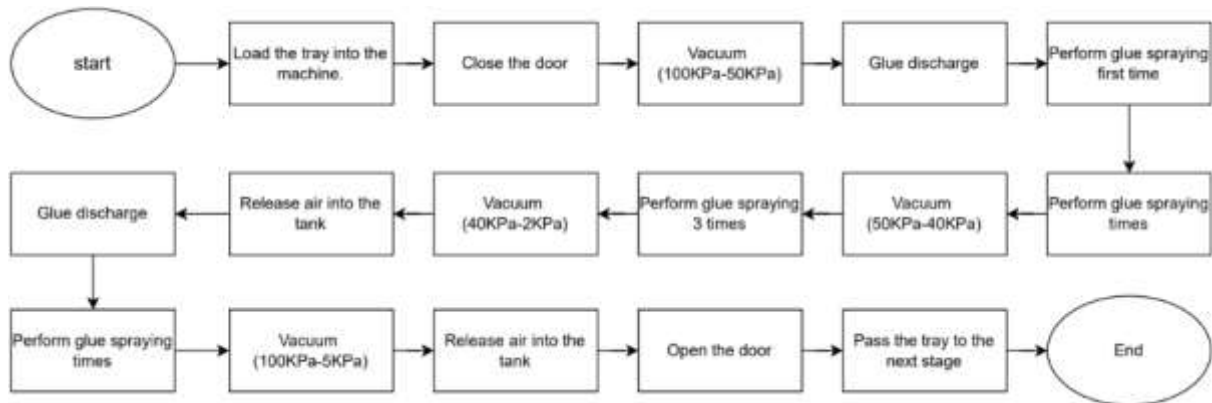 start
Load the tray into the
machine.
Close the door
Vacuum
(100KPa-50KPa)
Glue discharge
Perform glue spraying
first time
Perform glue spraying
times
Vacuum
(50KPa-40KPa)
Perform glue spraying
3 times
Vacuum
(40KPa-2KPa)
Release air into the
tank
Glue discharge
Perform glue spraying
times
Vacuum
(100KPa-5KPa)
Release air into the
tank
Open the door
Pass the tray to the
next stage
End